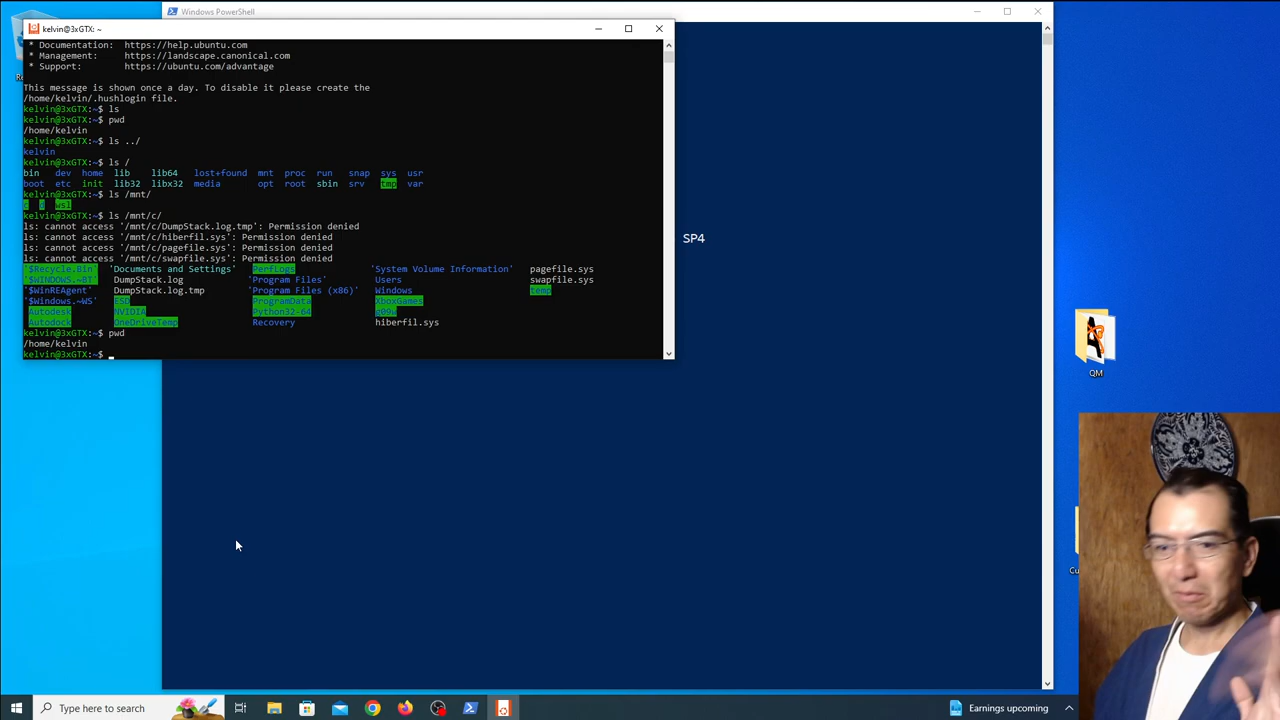 Windows PowerShell
kelvin@3xGTX: ~
* Documentation:  https://help.ubuntu.com
* Management:     https://landscape.canonical.com
* Support:        https://ubuntu.com/advantage
This message is shown once a day. To disable it please create the
/home/kelvin/.hushlogin file.
kelvin@3xGTX:~$ ls
kelvin@3xGTX:~$ pwd
/home/kelvin
kelvin@3xGTX:~$ ls ../
kelvin
kelvin@3xGTX:~$ ls /
bin   dev  home  lib    lib64   lost+found  mnt  proc  run   snap  sys  usr
boot  etc  init  lib32  libx32  media       opt  root  sbin  srv   tmp  var
kelvin@3xGTX:~$ ls /mnt/
c  d  wsl
kelvin@3xGTX:~$ ls /mnt/c/
ls: cannot access '/mnt/c/DumpStack.log.tmp': Permission denied
ls: cannot access '/mnt/c/hiberfil.sys': Permission denied
ls: cannot access '/mnt/c/pagefile.sys': Permission denied
ls: cannot access '/mnt/c/swapfile.sys': Permission denied
'$Recycle.Bin'   'Documents and Settings'   PerfLogs               'System Volume Information'   pagefile.sys
'$WINDOWS.~BT'   DumpStack.log             'Program Files'          Users                        swapfile.sys
'$WinREAgent'    DumpStack.log.tmp         'Program Files (x86)'    Windows                      temp
'$Windows.~WS'   ESD                        ProgramData             XboxGames
Autodesk         NVIDIA                     Python32-64             g09w
Autodock         OneDriveTemp               Recovery                hiberfil.sys
kelvin@3xGTX:~$ pwd
/home/kelvin
kelvin@3xGTX:~$
SP4
QM
Type here to search
Earnings upcoming